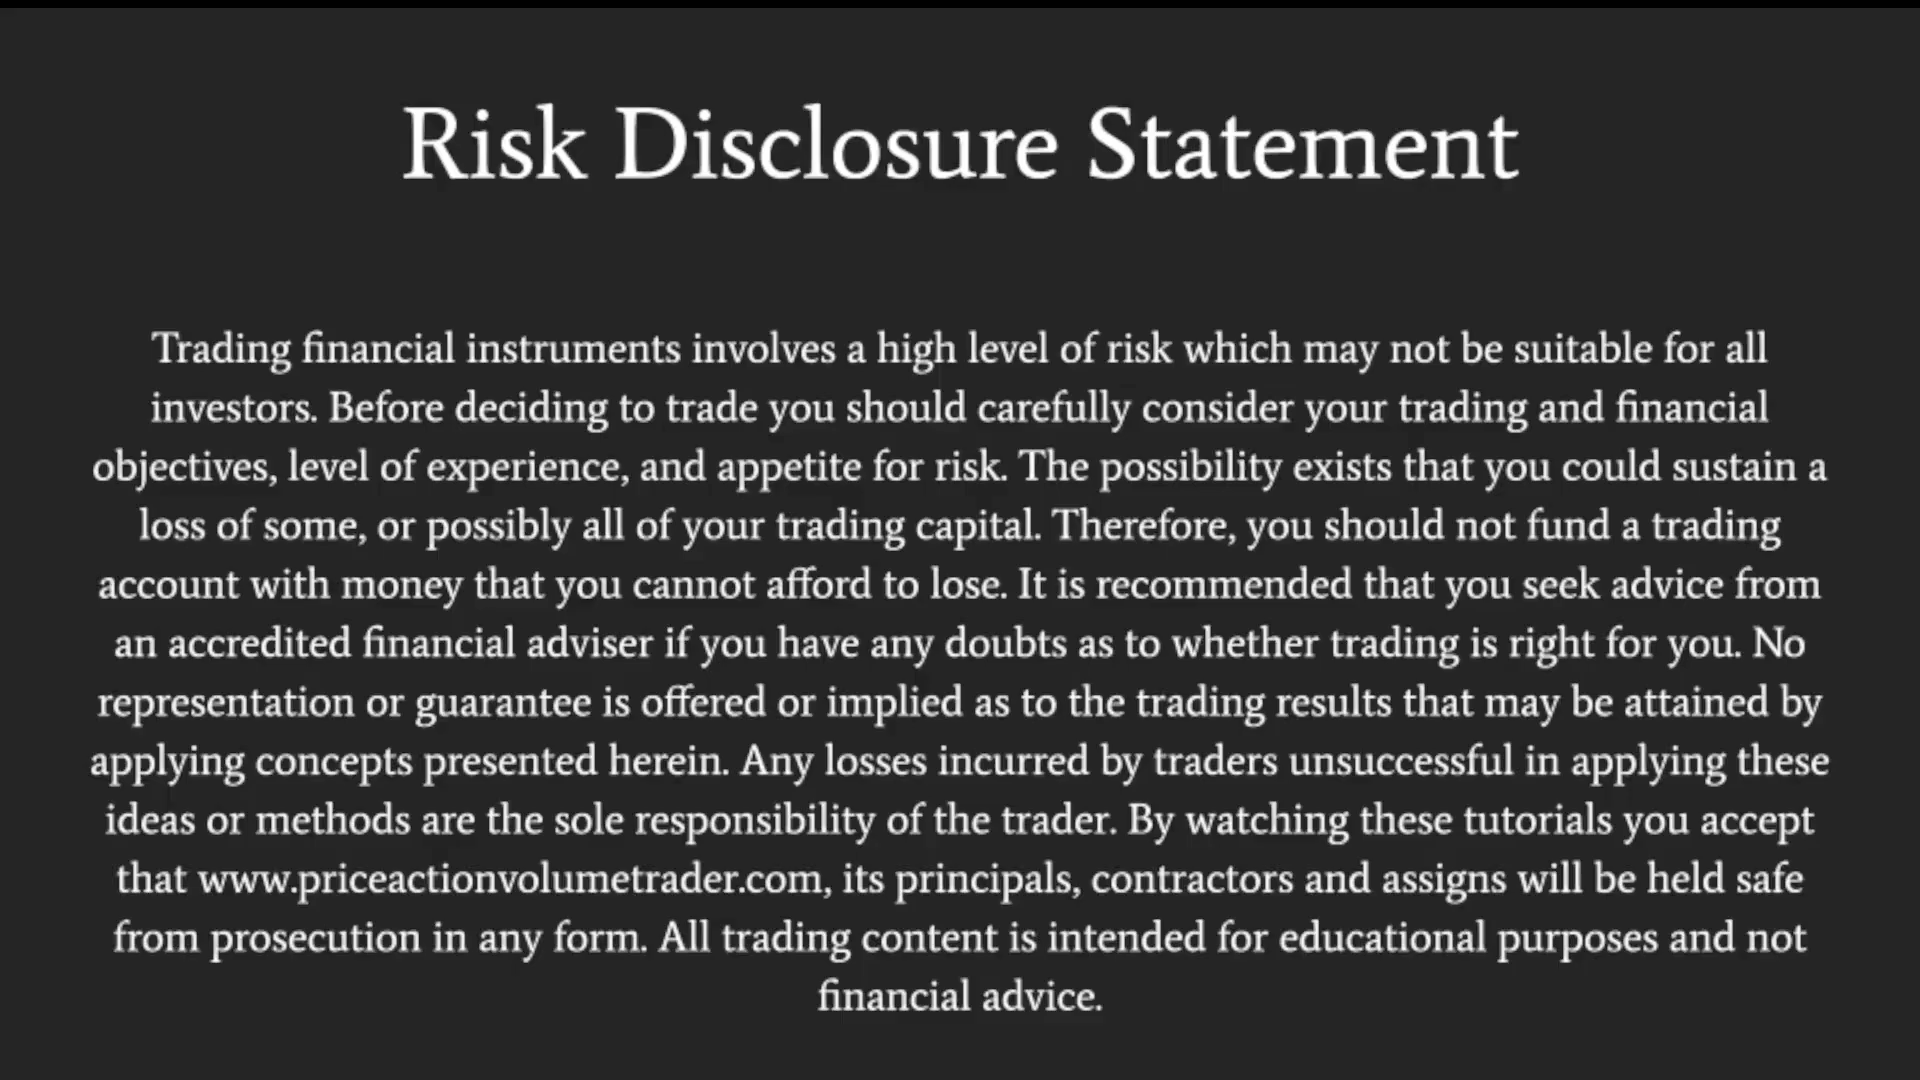 Risk Disclosure Statement
Trading financial instruments involves a high level of risk which may not be suitable for all
investors. Before deciding to trade you should carefully consider your trading and financial
objectives, level of experience, and appetite for risk. The possibility exists that you could sustain a
loss of some, or possibly all of your trading capital. Therefore, you should not fund a trading
account with money that you cannot afford to lose. It is recommended that you seek advice from
an accredited financial adviser if you have any doubts as to whether trading is right for you. No
representation or guarantee is offered or implied as to the trading results that may be attained by
applying concepts presented herein. Any losses incurred by traders unsuccessful in applying these
ideas or methods are the sole responsibility of the trader. By watching these tutorials you accept
that www.priceactionvolumetrader.com, its principals, contractors and assigns will be held safe
from prosecution in any form. All trading content is intended for educational purposes and not
financial advice.